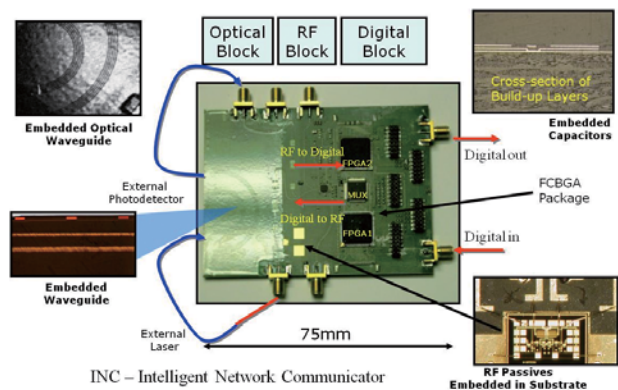 Optical Block
RF Block
Digital Block
Embedded Optical Waveguide
Cross-section of Build-up Layers
Embedded Capacitors
RF to Digital
FPGA2
Digital out
External Photodetector
MUX
FCBGA Package
Digital to RF
FPGA1
Digital in
Embedded Waveguide
External Laser
75mm
RF Passives Embedded in Substrate
INC – Intelligent Network Communicator